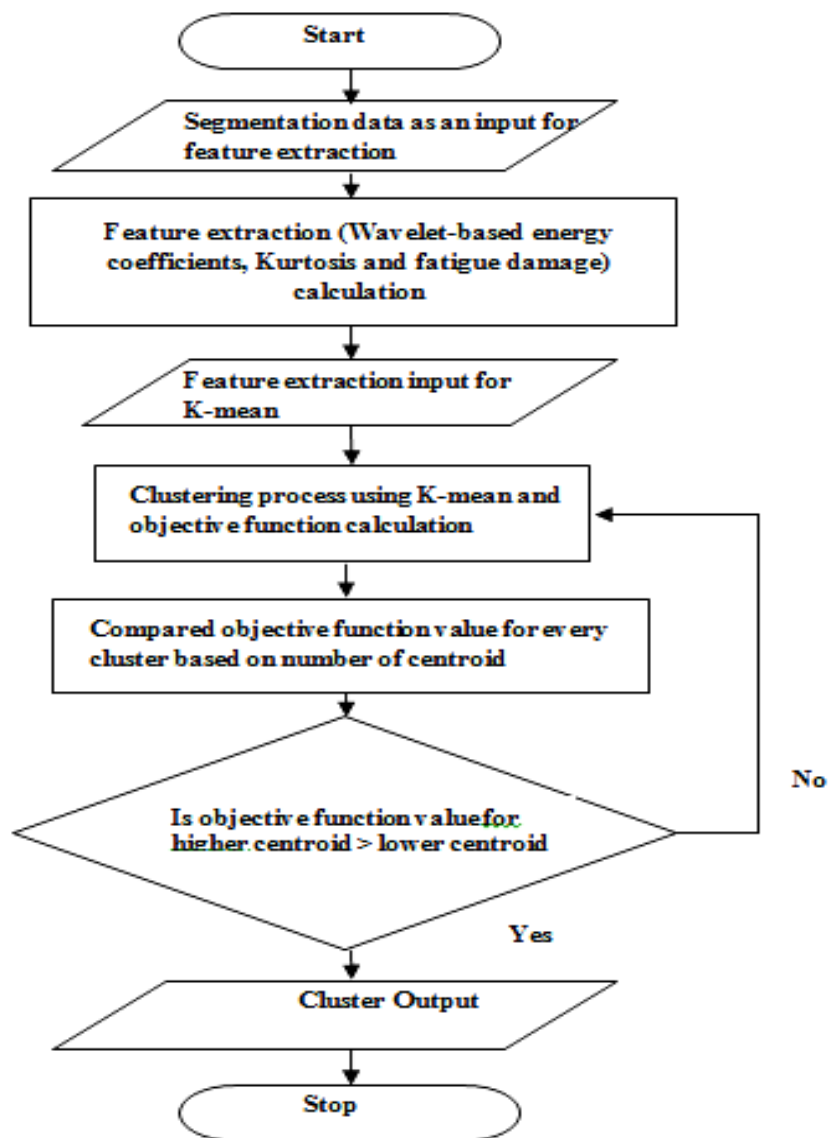 Start
Segmentation data as an input for
feature extraction
Feature extraction (Wavelet-based energy
coefficients, Kurtosis and fatigue damage)
calculation
Feature extraction input for
K-mean
Clustering process using K-mean and
objective function calculation
Compared objective function value for every
cluster based on number of centroid
Is objective function value for
higher centroid > lower centroid
No
Yes
Cluster Output
Stop